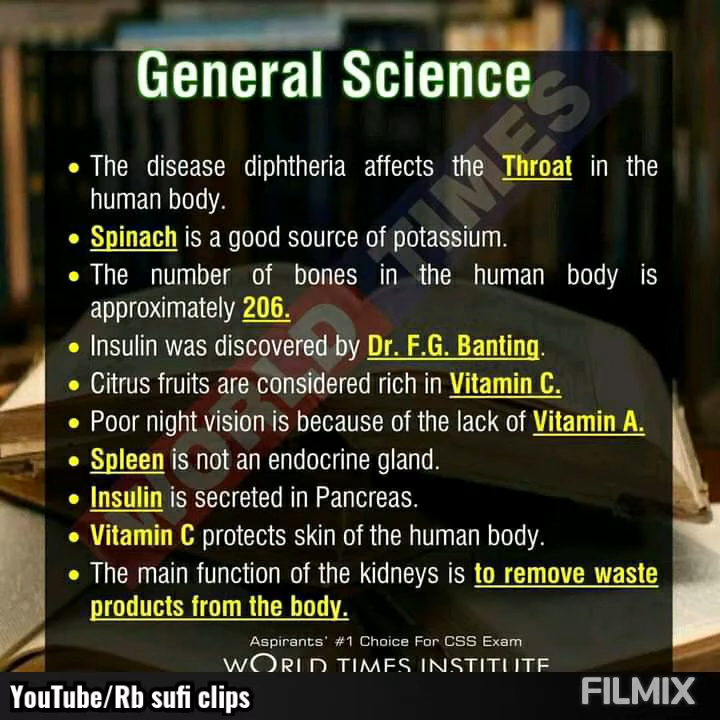 General Science
• The disease diphtheria affects the Throat in the
human body.
• Spinach is a good source of potassium.
• The number of bones in the human body is
approximately 206.
• Insulin was discovered by Dr. F.G. Banting.
• Citrus fruits are considered rich in Vitamin C.
• Poor night vision is because of the lack of Vitamin A.
• Spleen is not an endocrine gland.
• Insulin is secreted in Pancreas.
• Vitamin C protects skin of the human body.
• The main function of the kidneys is to remove waste
products from the body.
WORLD TIMES
Aspirants' #1 Choice For CSS Exam
WORLD TIMES INSTITUTE
YouTube/Rb sufi clips
FILMIX